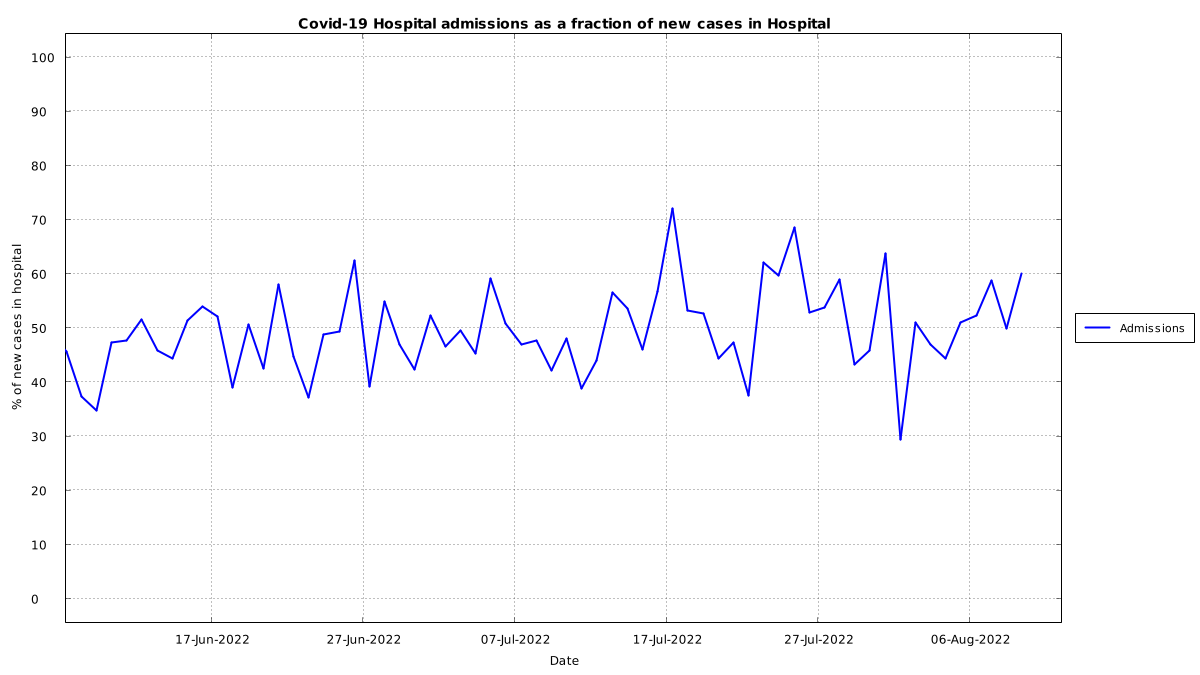 Covid-19 Hospital admissions as a fraction of new cases in Hospital
100
90
80
70
60
50
40
30
20
10
0
% of new cases in hospital
Admissions
17-Jun-2022
27-Jun-2022
07-Jul-2022
17-Jul-2022
27-Jul-2022
06-Aug-2022
Date